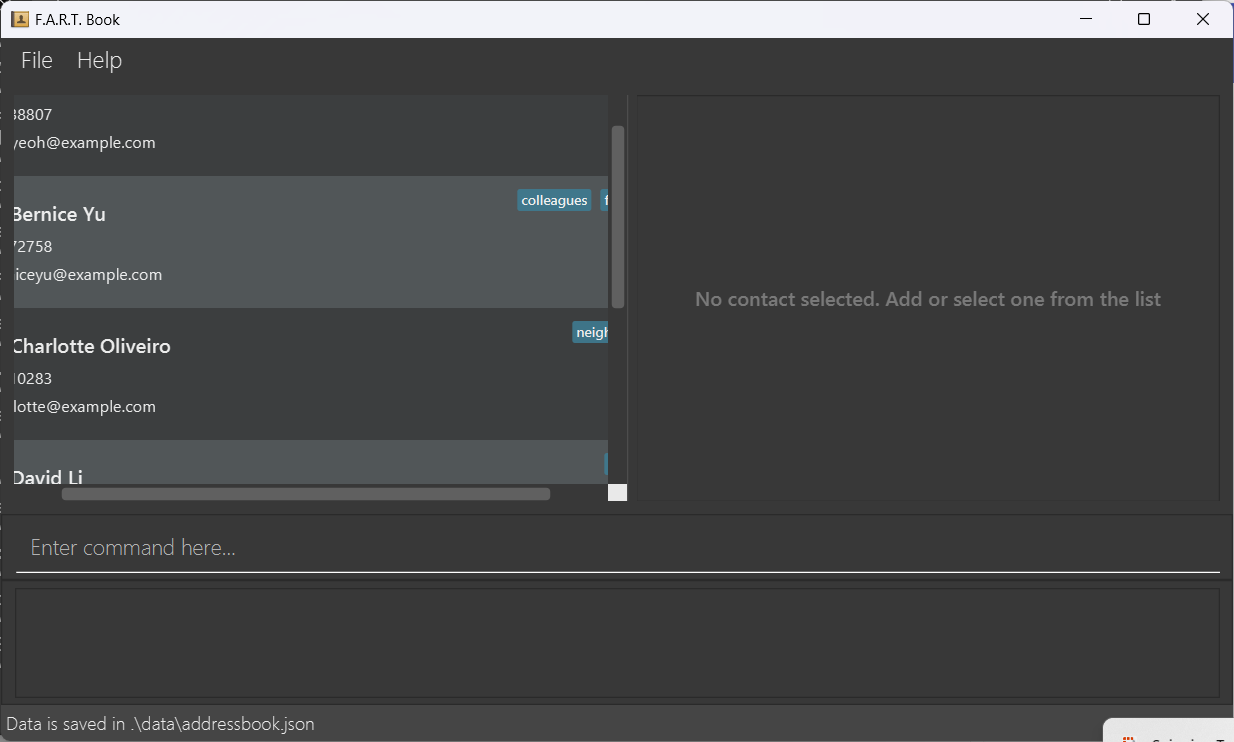 F.A.R.T. Book
File Help
38807
yeoh@example.com
colleagues
Bernice Yu
72758
iceyu@example.com
neigh
Charlotte Oliveiro
10283
lotte@example.com
David Li
No contact selected. Add or select one from the list
Enter command here...
Data is saved in .\data\addressbook.json